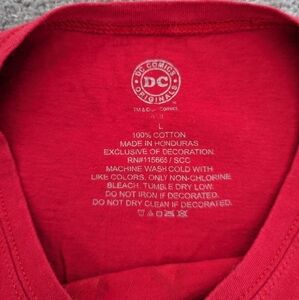 DC COMICS
DC
ORIGINALS
L
100% COTTON
MADE IN HONDURAS
EXCLUSIVE OF DECORATION
RN#115665 / SCC
MACHINE WASH COLD WITH
LIKE COLORS. ONLY NON-CHLORINE
BLEACH. TUMBLE DRY LOW.
DO NOT IRON IF DECORATED.
DO NOT DRY CLEAN IF DECORATED.